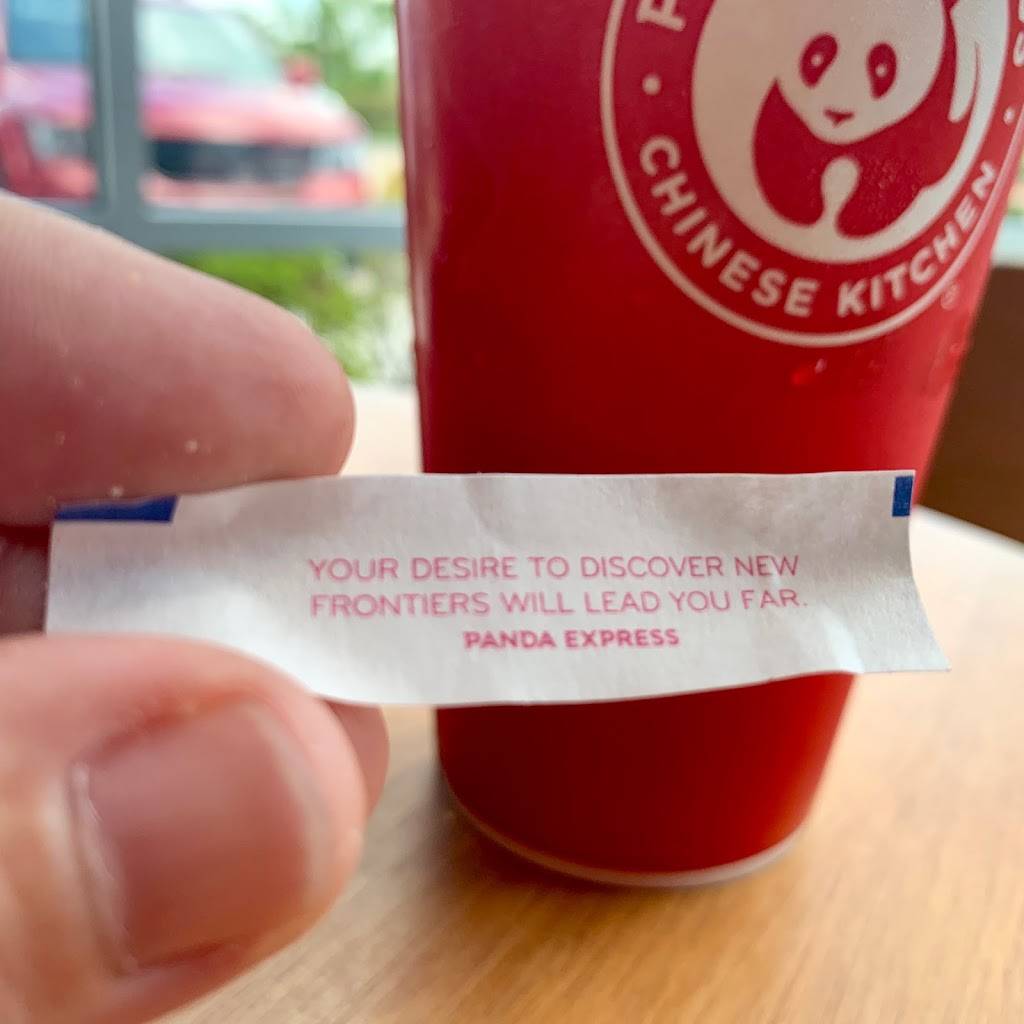 CHINESE KITCHEN
YOUR DESIRE TO DISCOVER NEW
FRONTIERS WILL LEAD YOU FAR.
PANDA EXPRESS